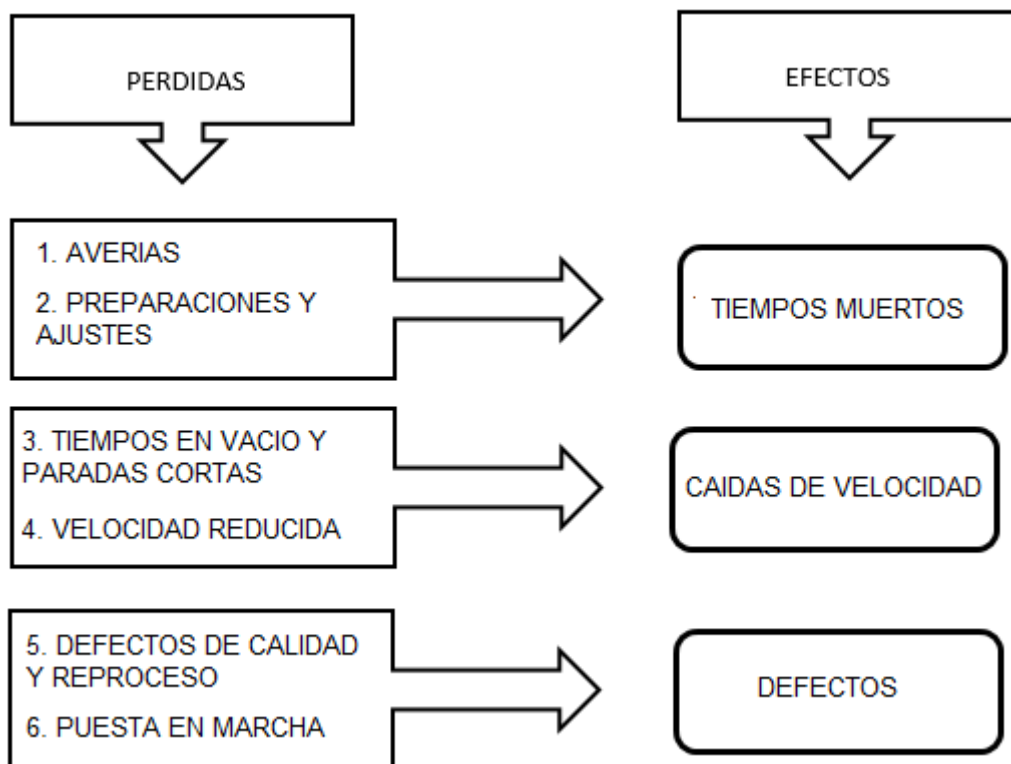 PERDIDAS
EFECTOS
1. AVERIAS
2. PREPARACIONES Y
AJUSTES
TIEMPOS MUERTOS
3. TIEMPOS EN VACIO Y
PARADAS CORTAS
4. VELOCIDAD REDUCIDA
CAIDAS DE VELOCIDAD
5. DEFECTOS DE CALIDAD
Y REPROCESO
6. PUESTA EN MARCHA
DEFECTOS